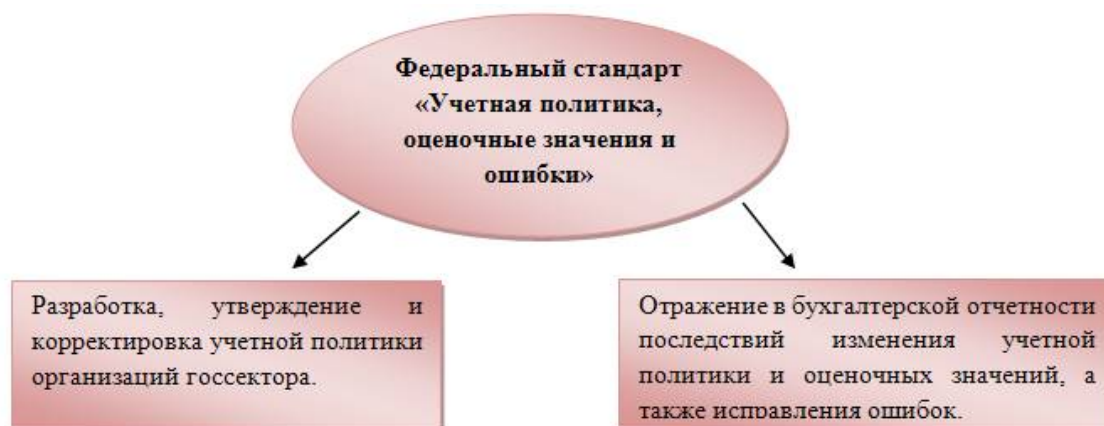 Федеральный стандарт
«Учетная политика,
оценочные значения и
ошибки»
Разработка, утверждение и
корректировка учетной политики
организаций госсектора.
Отражение в бухгалтерской отчетности
последствий изменения учетной
политики и оценочных значений, а
также исправления ошибок.